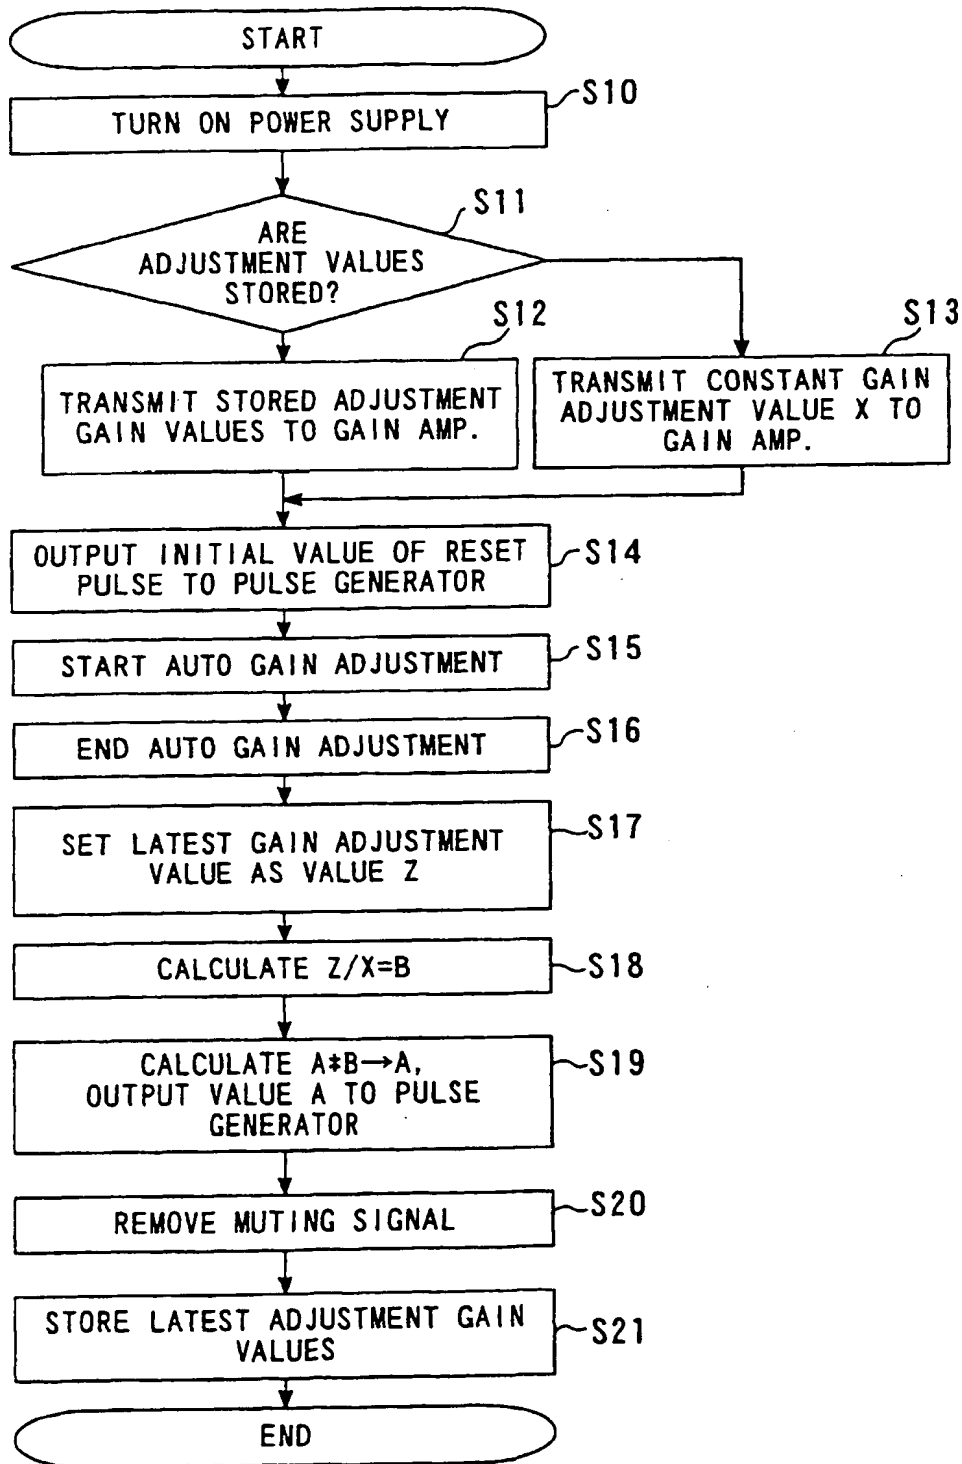 START
S10
TURN ON POWER SUPPLY
S11
ARE
ADJUSTMENT VALUES
STORED?
S12
S13
TRANSMIT STORED ADJUSTMENT
GAIN VALUES TO GAIN AMP.
TRANSMIT CONSTANT GAIN
ADJUSTMENT VALUE X TO
GAIN AMP.
OUTPUT INITIAL VALUE OF RESET
PULSE TO PULSE GENERATOR
S14
START AUTO GAIN ADJUSTMENT
S15
END AUTO GAIN ADJUSTMENT
S16
SET LATEST GAIN ADJUSTMENT
VALUE AS VALUE Z
S17
CALCULATE Z/X=B
S18
CALCULATE A*B→A,
OUTPUT VALUE A TO PULSE
GENERATOR
S19
REMOVE MUTING SIGNAL
S20
STORE LATEST ADJUSTMENT GAIN
VALUES
S21
END